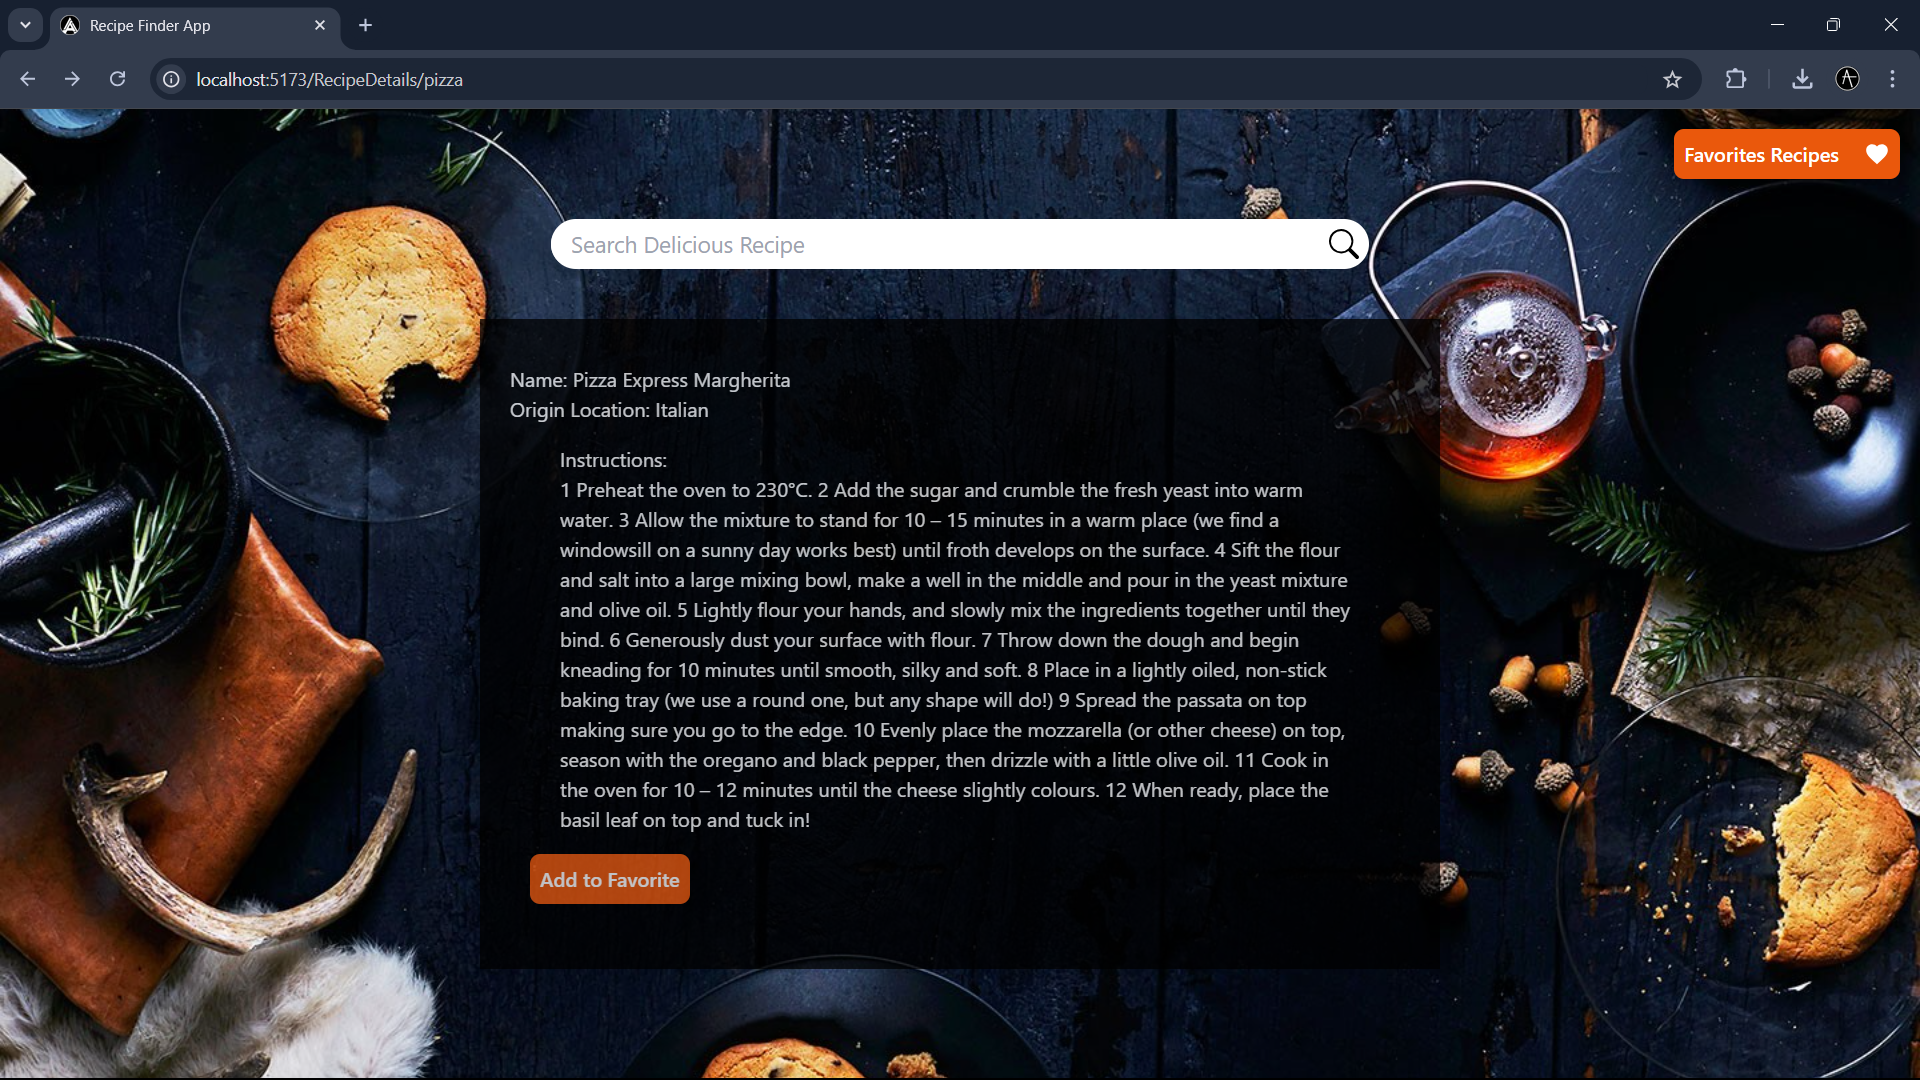 Recipe Finder App
localhost:5173/RecipeDetails/pizza
Favorites Recipes
Search Delicious Recipe
Name: Pizza Express Margherita
Origin Location: Italian
Instructions:
1 Preheat the oven to 230°C. 2 Add the sugar and crumble the fresh yeast into warm
water. 3 Allow the mixture to stand for 10 – 15 minutes in a warm place (we find a
windowsill on a sunny day works best) until froth develops on the surface. 4 Sift the flour
and salt into a large mixing bowl, make a well in the middle and pour in the yeast mixture
and olive oil. 5 Lightly flour your hands, and slowly mix the ingredients together until they
bind. 6 Generously dust your surface with flour. 7 Throw down the dough and begin
kneading for 10 minutes until smooth, silky and soft. 8 Place in a lightly oiled, non-stick
baking tray (we use a round one, but any shape will do!) 9 Spread the passata on top
making sure you go to the edge. 10 Evenly place the mozzarella (or other cheese) on top,
season with the oregano and black pepper, then drizzle with a little olive oil. 11 Cook in
the oven for 10 – 12 minutes until the cheese slightly colours. 12 When ready, place the
basil leaf on top and tuck in!
Add to Favorite